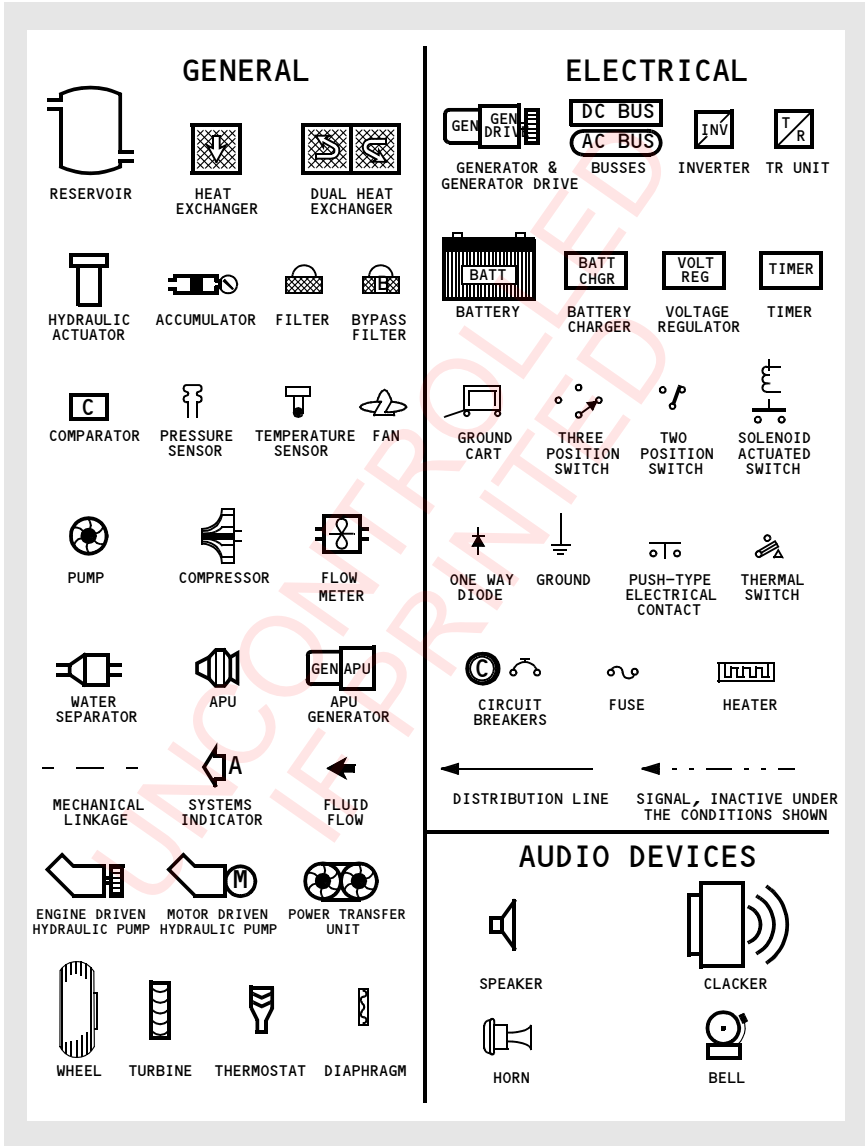 GENERAL
RESERVOIR
HEAT
EXCHANGER
DUAL HEAT
EXCHANGER
HYDRAULIC
ACTUATOR
ACCUMULATOR
FILTER
B
BYPASS
FILTER
C
COMPARATOR
PRESSURE
SENSOR
TEMPERATURE
SENSOR
FAN
PUMP
COMPRESSOR
FLOW
METER
WATER
SEPARATOR
APU
GEN APU
APU
GENERATOR
MECHANICAL
LINKAGE
A
SYSTEMS
INDICATOR
FLUID
FLOW
ENGINE DRIVEN
HYDRAULIC PUMP
M
MOTOR DRIVEN
HYDRAULIC PUMP
POWER TRANSFER
UNIT
WHEEL
TURBINE
THERMOSTAT
DIAPHRAGM
ELECTRICAL
GEN
GEN
DRIVE
GENERATOR &
GENERATOR DRIVE
DC BUS
AC BUS
BUSSES
INV
INVERTER
T
R
TR UNIT
BATT
BATTERY
BATT
CHGR
BATTERY
CHARGER
VOLT
REG
VOLTAGE
REGULATOR
TIMER
TIMER
GROUND
CART
THREE
POSITION
SWITCH
TWO
POSITION
SWITCH
SOLENOID
ACTUATED
SWITCH
ONE WAY
DIODE
GROUND
PUSH-TYPE
ELECTRICAL
CONTACT
THERMAL
SWITCH
C
CIRCUIT
BREAKERS
FUSE
HEATER
DISTRIBUTION LINE
SIGNAL, INACTIVE UNDER
THE CONDITIONS SHOWN
AUDIO DEVICES
SPEAKER
CLACKER
HORN
BELL
UNCONTROLLED
IF PRINTED